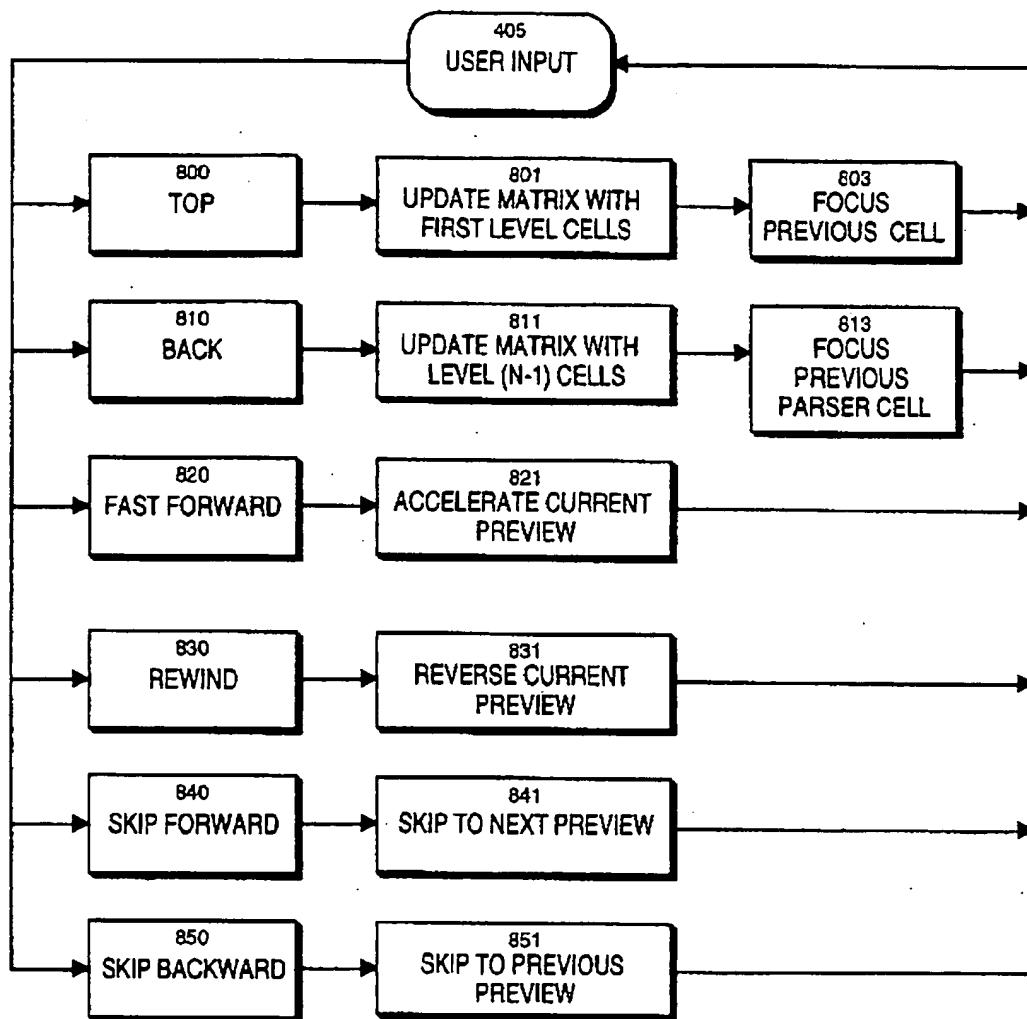 405
USER INPUT
800
TOP
801
UPDATE MATRIX WITH
FIRST LEVEL CELLS
803
FOCUS
PREVIOUS CELL
810
BACK
811
UPDATE MATRIX WITH
LEVEL (N-1) CELLS
813
FOCUS
PREVIOUS
PARSER CELL
820
FAST FORWARD
821
ACCELERATE CURRENT
PREVIEW
830
REWIND
831
REVERSE CURRENT
PREVIEW
840
SKIP FORWARD
841
SKIP TO NEXT PREVIEW
850
SKIP BACKWARD
851
SKIP TO PREVIOUS
PREVIEW